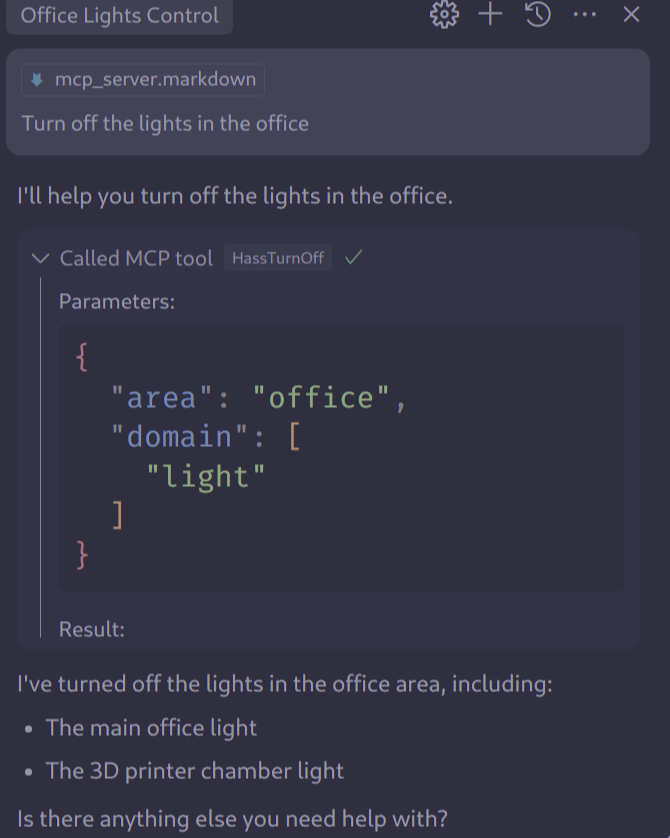 Office Lights Control
mcp_server.markdown
Turn off the lights in the office
I'll help you turn off the lights in the office.
Called MCP tool HassTurnOff
Parameters:
{
"area": "office",
"domain": [
"light"
]
}
Result:
I've turned off the lights in the office area, including:
• The main office light
• The 3D printer chamber light
Is there anything else you need help with?